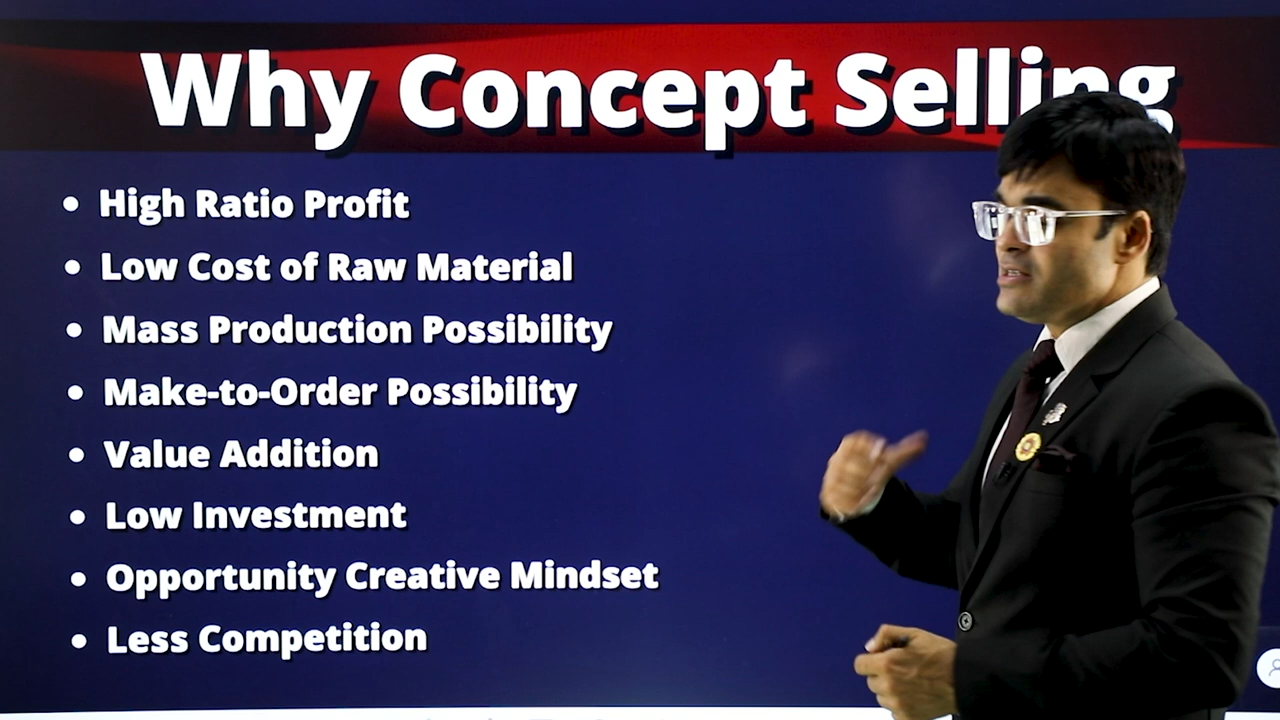 Why Concept Selling
• High Ratio Profit
• Low Cost of Raw Material
• Mass Production Possibility
• Make-to-Order Possibility
• Value Addition
• Low Investment
• Opportunity Creative Mindset
• Less Competition